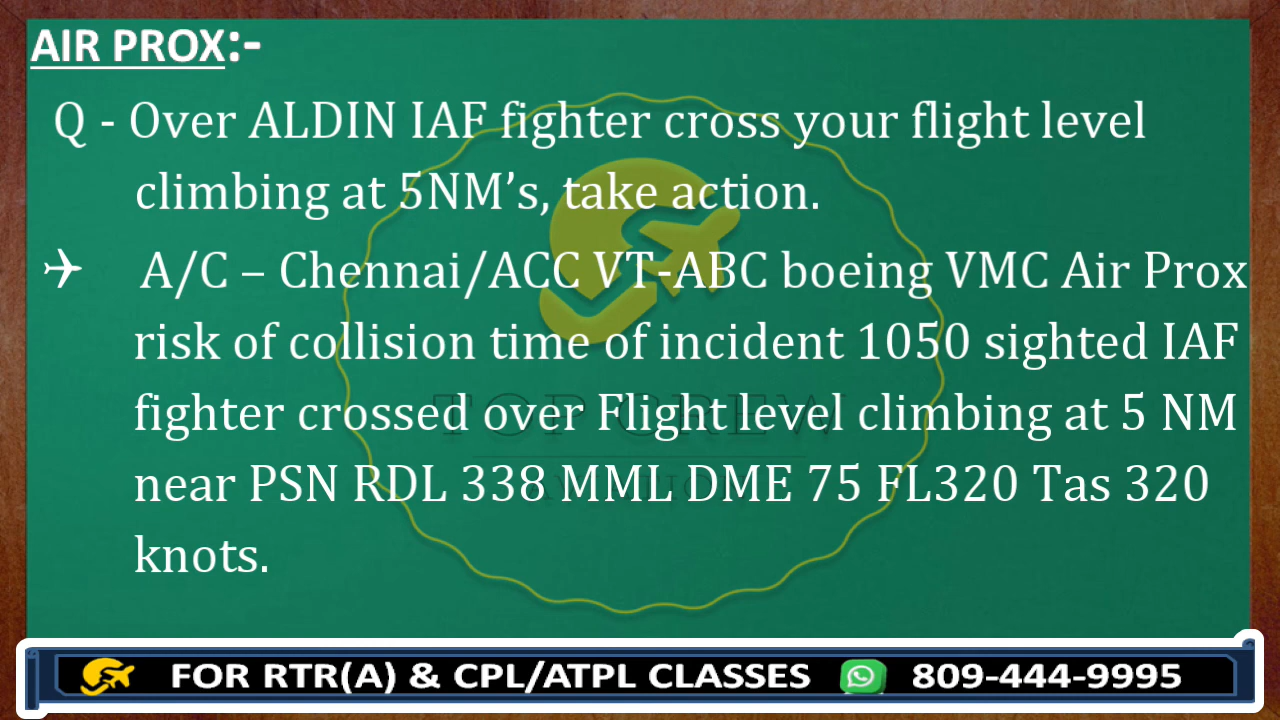 AIR PROX:-
Q - Over ALDIN IAF fighter cross your flight level
climbing at 5NM’s, take action.
✈ A/C – Chennai/ACC VT-ABC boeing VMC Air Prox
risk of collision time of incident 1050 sighted IAF
fighter crossed over Flight level climbing at 5 NM
near PSN RDL 338 MML DME 75 FL320 Tas 320
knots.
TOP CREW
AVIATION
FOR RTR(A) & CPL/ATPL CLASSES 809-444-9995